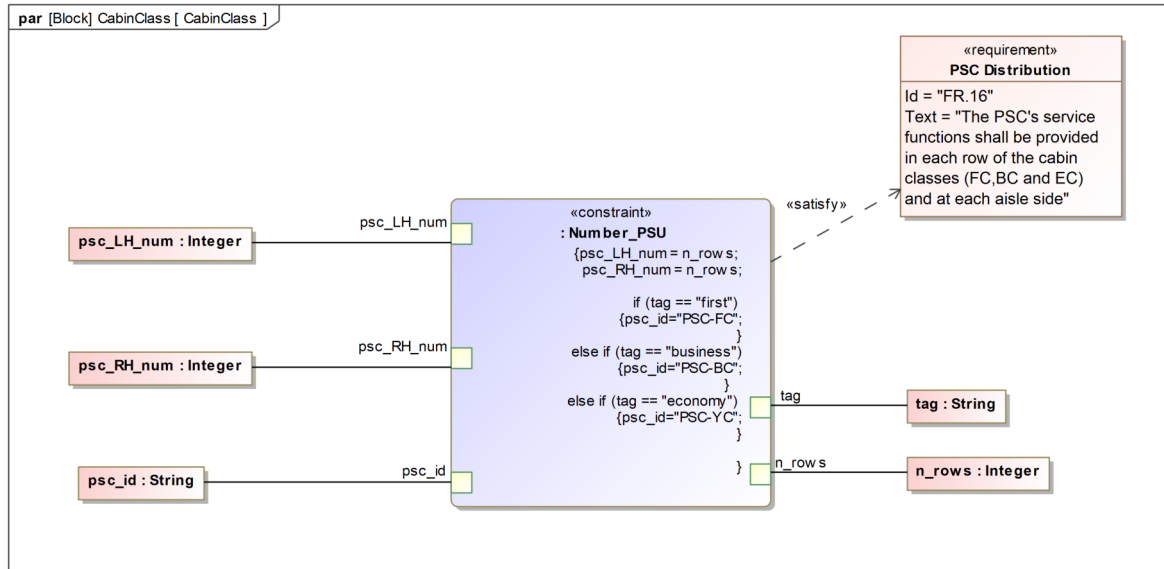 par [Block] CabinClass [ CabinClass ]
«requirement»
PSC Distribution
Id = "FR.16"
Text = "The PSC's service
functions shall be provided
in each row of the cabin
classes (FC,BC and EC)
and at each aisle side"
«satisfy»
«constraint»
: Number_PSU
{psc_LH_num = n_rows;
psc_RH_num = n_rows;
if (tag == "first")
{psc_id="PSC-FC";
}
else if (tag == "business")
{psc_id="PSC-BC";
}
else if (tag == "economy")
{psc_id="PSC-YC";
}
}
psc_LH_num
psc_LH_num : Integer
psc_RH_num
psc_RH_num : Integer
psc_id
psc_id : String
tag
tag : String
n_rows
n_rows : Integer